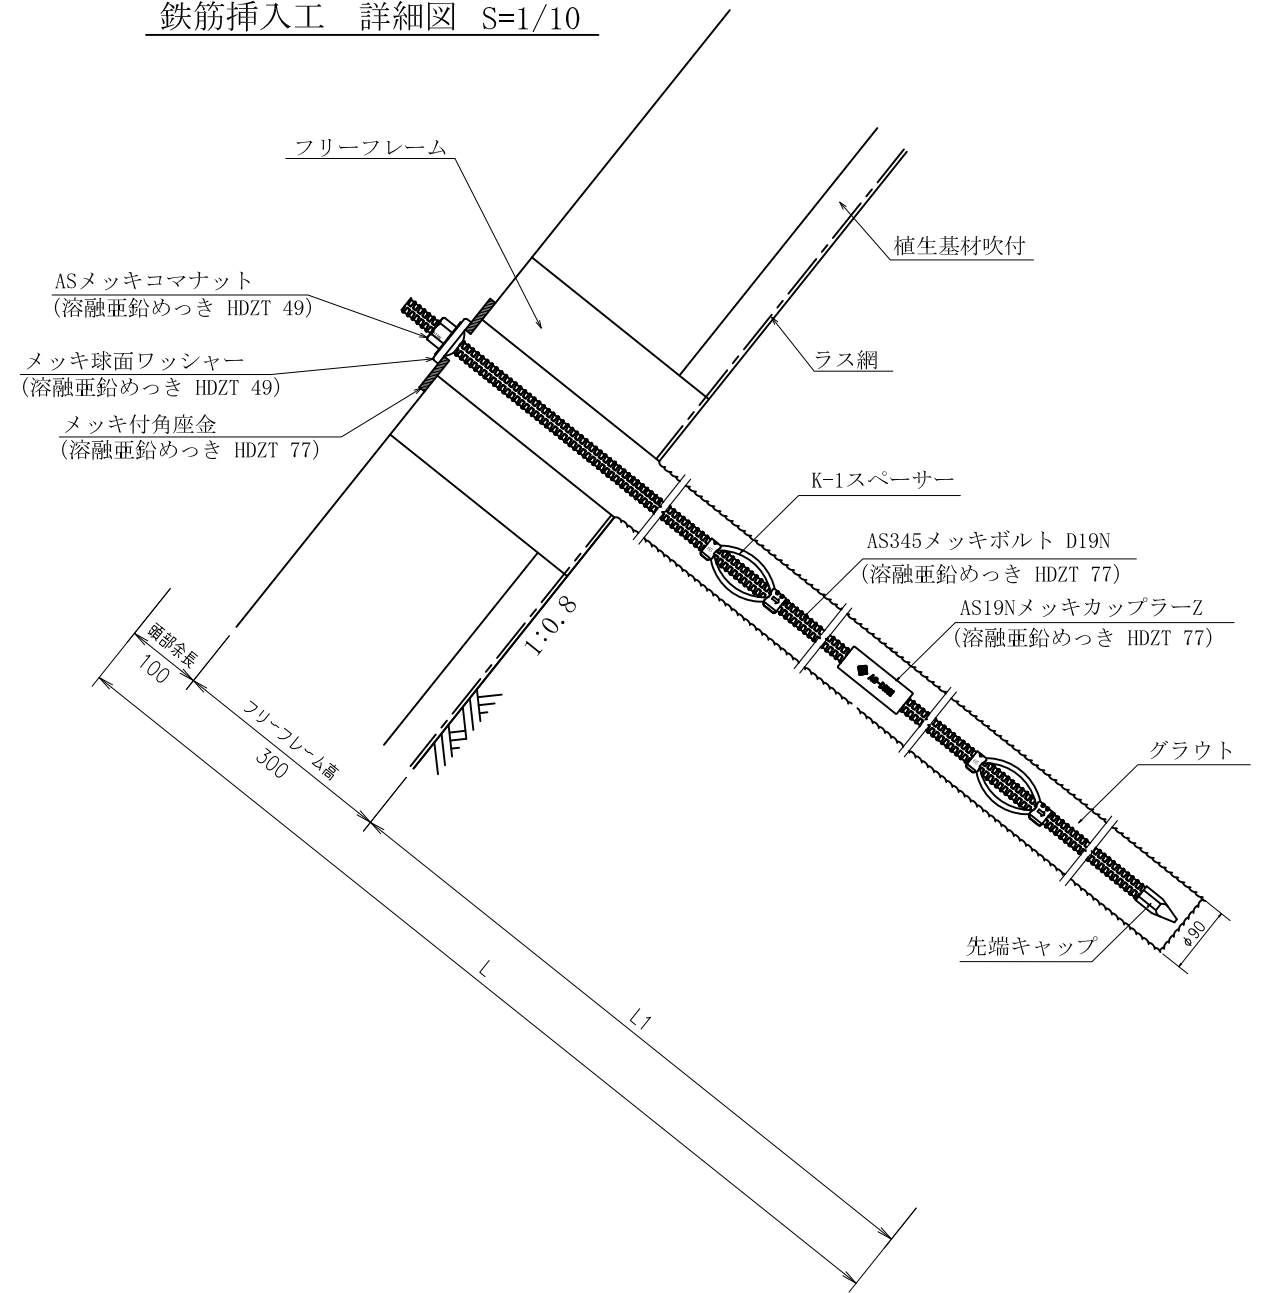 鉄筋挿入工　詳細図 S=1/10
フリーフレーム
植生基材吹付
ASメッキコマナット
(溶融亜鉛めっき HDZT 49)
ラス網
メッキ球面ワッシャー
(溶融亜鉛めっき HDZT 49)
メッキ付角座金
(溶融亜鉛めっき HDZT 77)
K-1スペーサー
AS345メッキボルト D19N
(溶融亜鉛めっき HDZT 77)
AS19NメッキカップラーZ
(溶融亜鉛めっき HDZT 77)
1:0.8
頭部余長
100
フリーフレーム高
300
グラウト
先端キャップ
φ90
L
L1